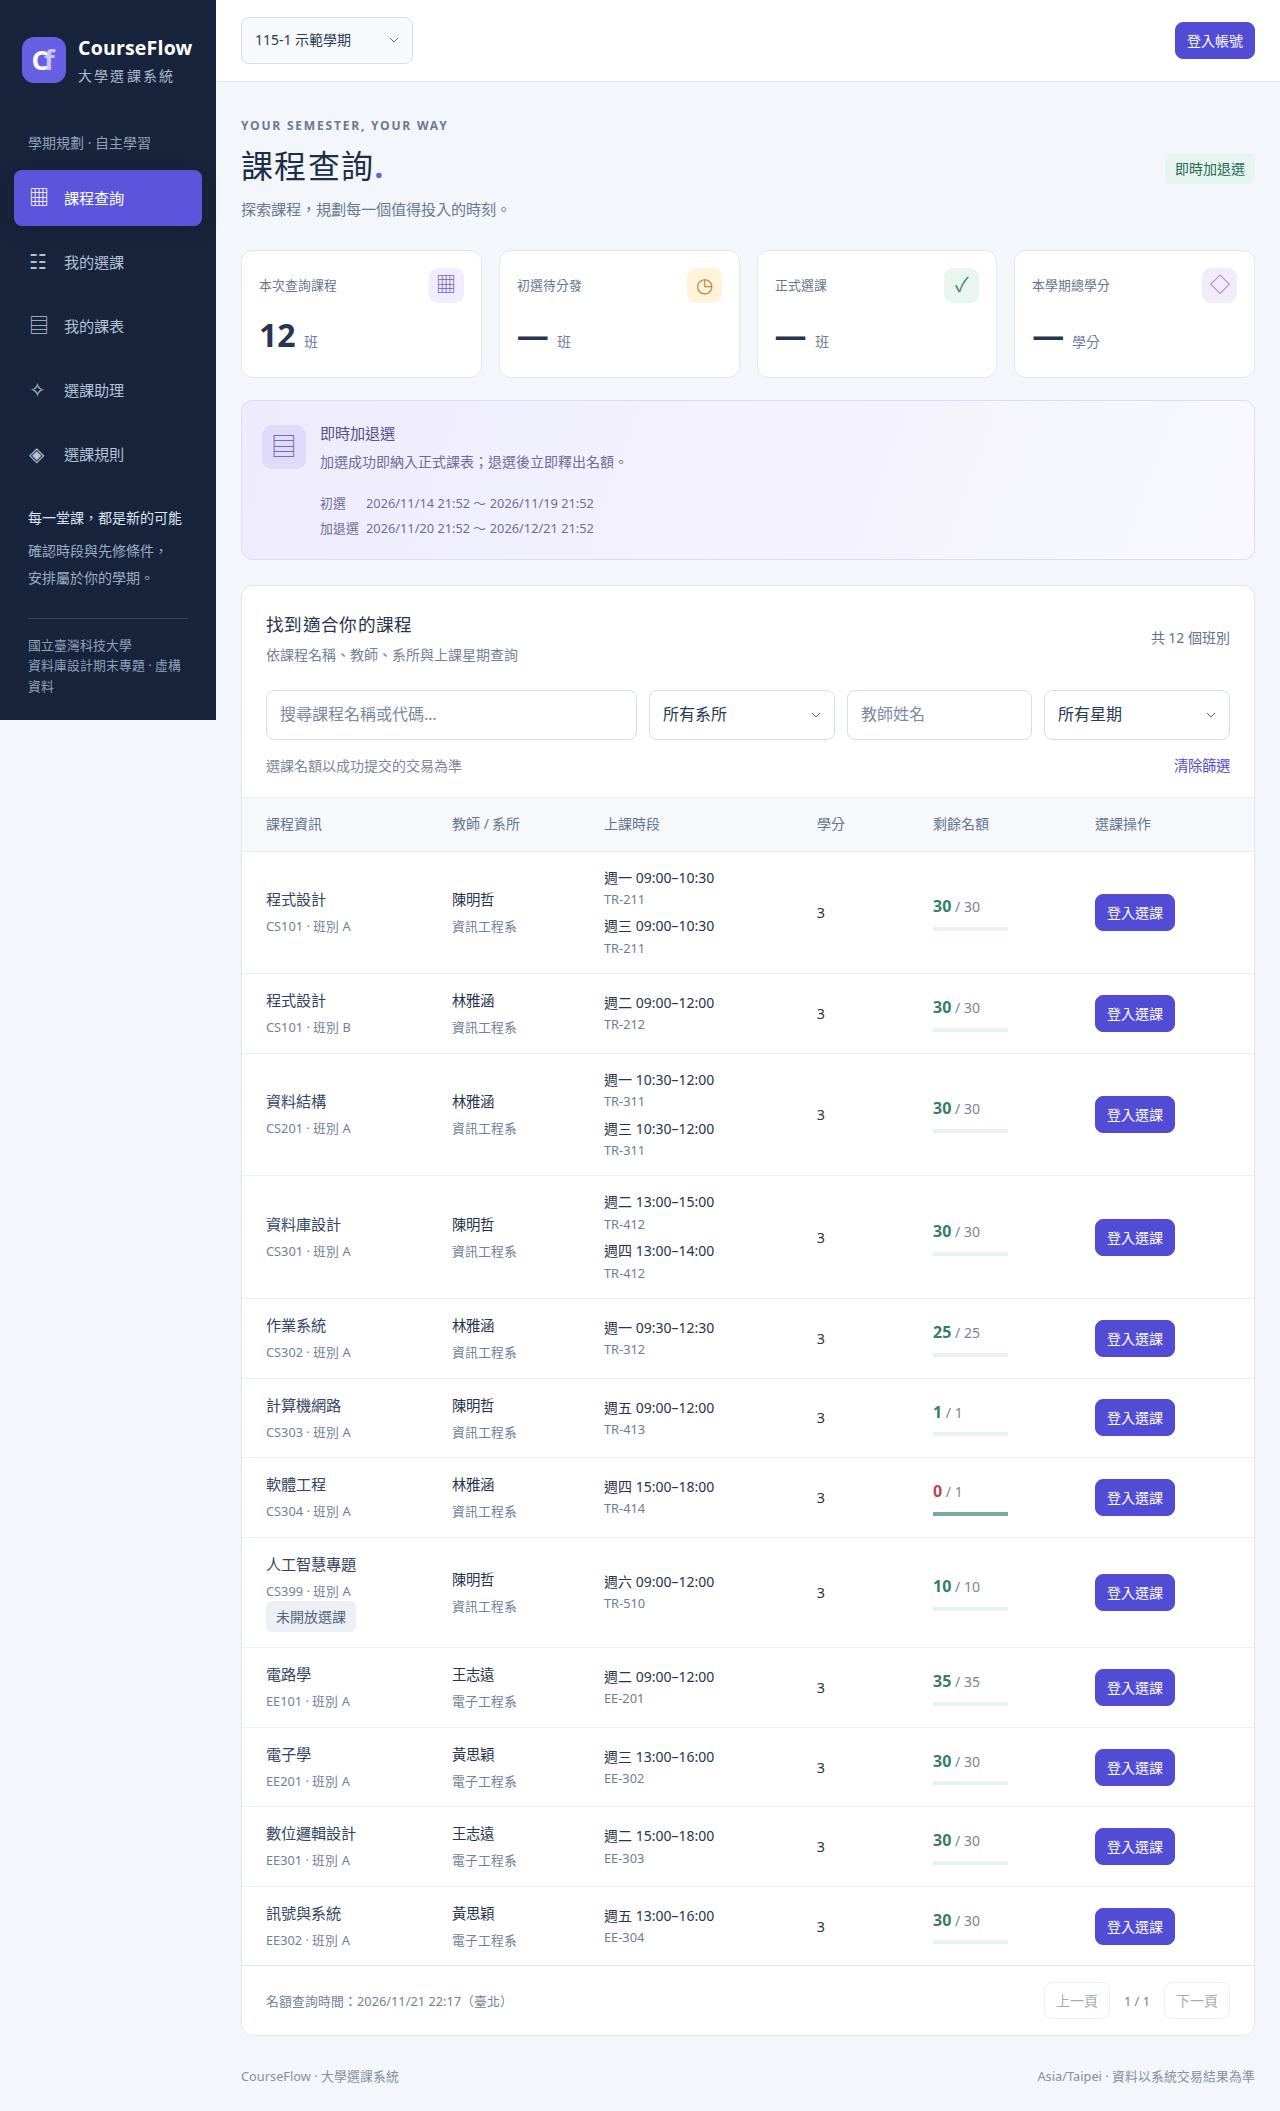 CourseFlow
大學選課系統
學期規劃 · 自主學習
課程查詢
我的選課
我的課表
選課助理
選課規則
每一堂課，都是新的可能
確認時段與先修條件，
安排屬於你的學期。
國立臺灣科技大學
資料庫設計期末專題 · 虛構
資料
115-1 示範學期
登入帳號
YOUR SEMESTER, YOUR WAY
課程查詢.
即時加退選
探索課程，規劃每一個值得投入的時刻。
本次查詢課程
12 班
初選待分發
— 班
正式選課
— 班
本學期總學分
— 學分
即時加退選
加選成功即納入正式課表；退選後立即釋出名額。
初選 2026/11/14 21:52 ～ 2026/11/19 21:52
加退選 2026/11/20 21:52 ～ 2026/12/21 21:52
找到適合你的課程
依課程名稱、教師、系所與上課星期查詢
共 12 個班別
搜尋課程名稱或代碼… 所有系所 教師姓名 所有星期
選課名額以成功提交的交易為準 清除篩選
課程資訊 教師 / 系所 上課時段 學分 剩餘名額 選課操作
程式設計
CS101 · 班別 A
陳明哲
資訊工程系
週一 09:00–10:30
TR-211
週三 09:00–10:30
TR-211
3
30 / 30
登入選課
程式設計
CS101 · 班別 B
林雅涵
資訊工程系
週二 09:00–12:00
TR-212
3
30 / 30
登入選課
資料結構
CS201 · 班別 A
林雅涵
資訊工程系
週一 10:30–12:00
TR-311
週三 10:30–12:00
TR-311
3
30 / 30
登入選課
資料庫設計
CS301 · 班別 A
陳明哲
資訊工程系
週二 13:00–15:00
TR-412
週四 13:00–14:00
TR-412
3
30 / 30
登入選課
作業系統
CS302 · 班別 A
林雅涵
資訊工程系
週一 09:30–12:30
TR-312
3
25 / 25
登入選課
計算機網路
CS303 · 班別 A
陳明哲
資訊工程系
週五 09:00–12:00
TR-413
3
1 / 1
登入選課
軟體工程
CS304 · 班別 A
林雅涵
資訊工程系
週四 15:00–18:00
TR-414
3
0 / 1
登入選課
人工智慧專題
CS399 · 班別 A
未開放選課
陳明哲
資訊工程系
週六 09:00–12:00
TR-510
3
10 / 10
登入選課
電路學
EE101 · 班別 A
王志遠
電子工程系
週二 09:00–12:00
EE-201
3
35 / 35
登入選課
電子學
EE201 · 班別 A
黃思穎
電子工程系
週三 13:00–16:00
EE-302
3
30 / 30
登入選課
數位邏輯設計
EE301 · 班別 A
王志遠
電子工程系
週二 15:00–18:00
EE-303
3
30 / 30
登入選課
訊號與系統
EE302 · 班別 A
黃思穎
電子工程系
週五 13:00–16:00
EE-304
3
30 / 30
登入選課
名額查詢時間：2026/11/21 22:17（臺北）
上一頁 1 / 1 下一頁
CourseFlow · 大學選課系統
Asia/Taipei · 資料以系統交易結果為準